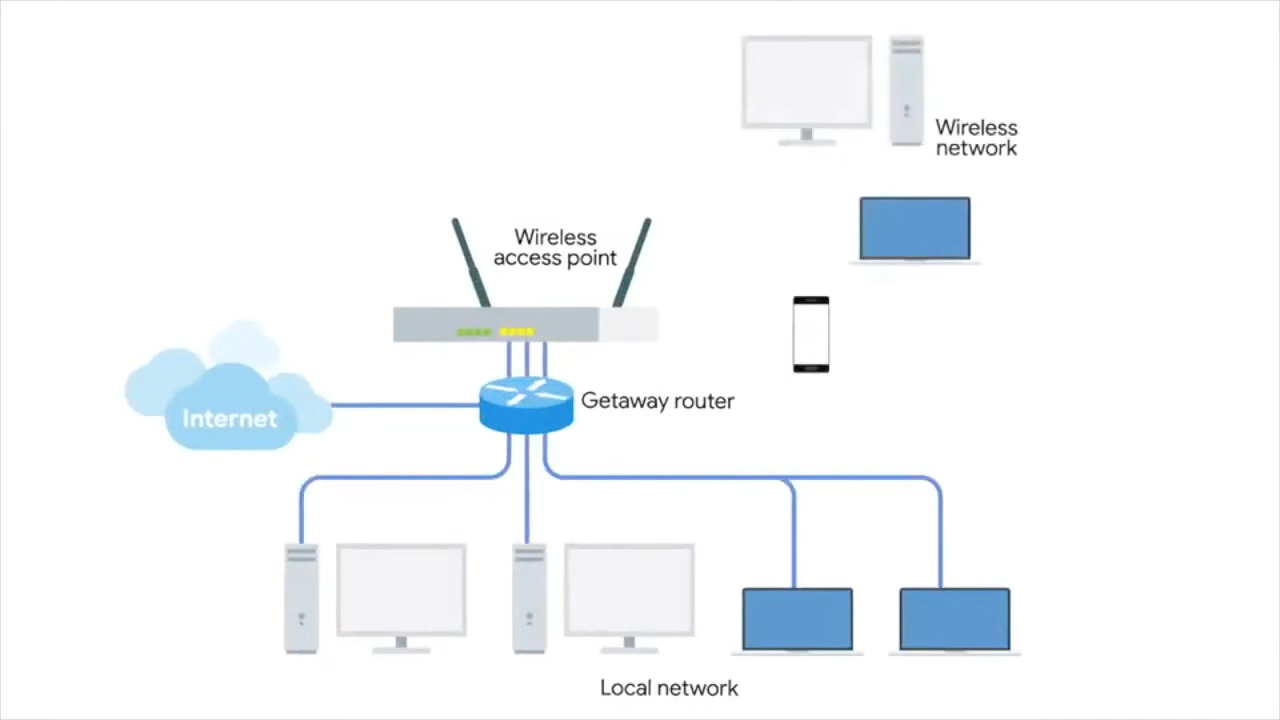 Wireless
network
Wireless
access point
Internet
Getaway router
Local network